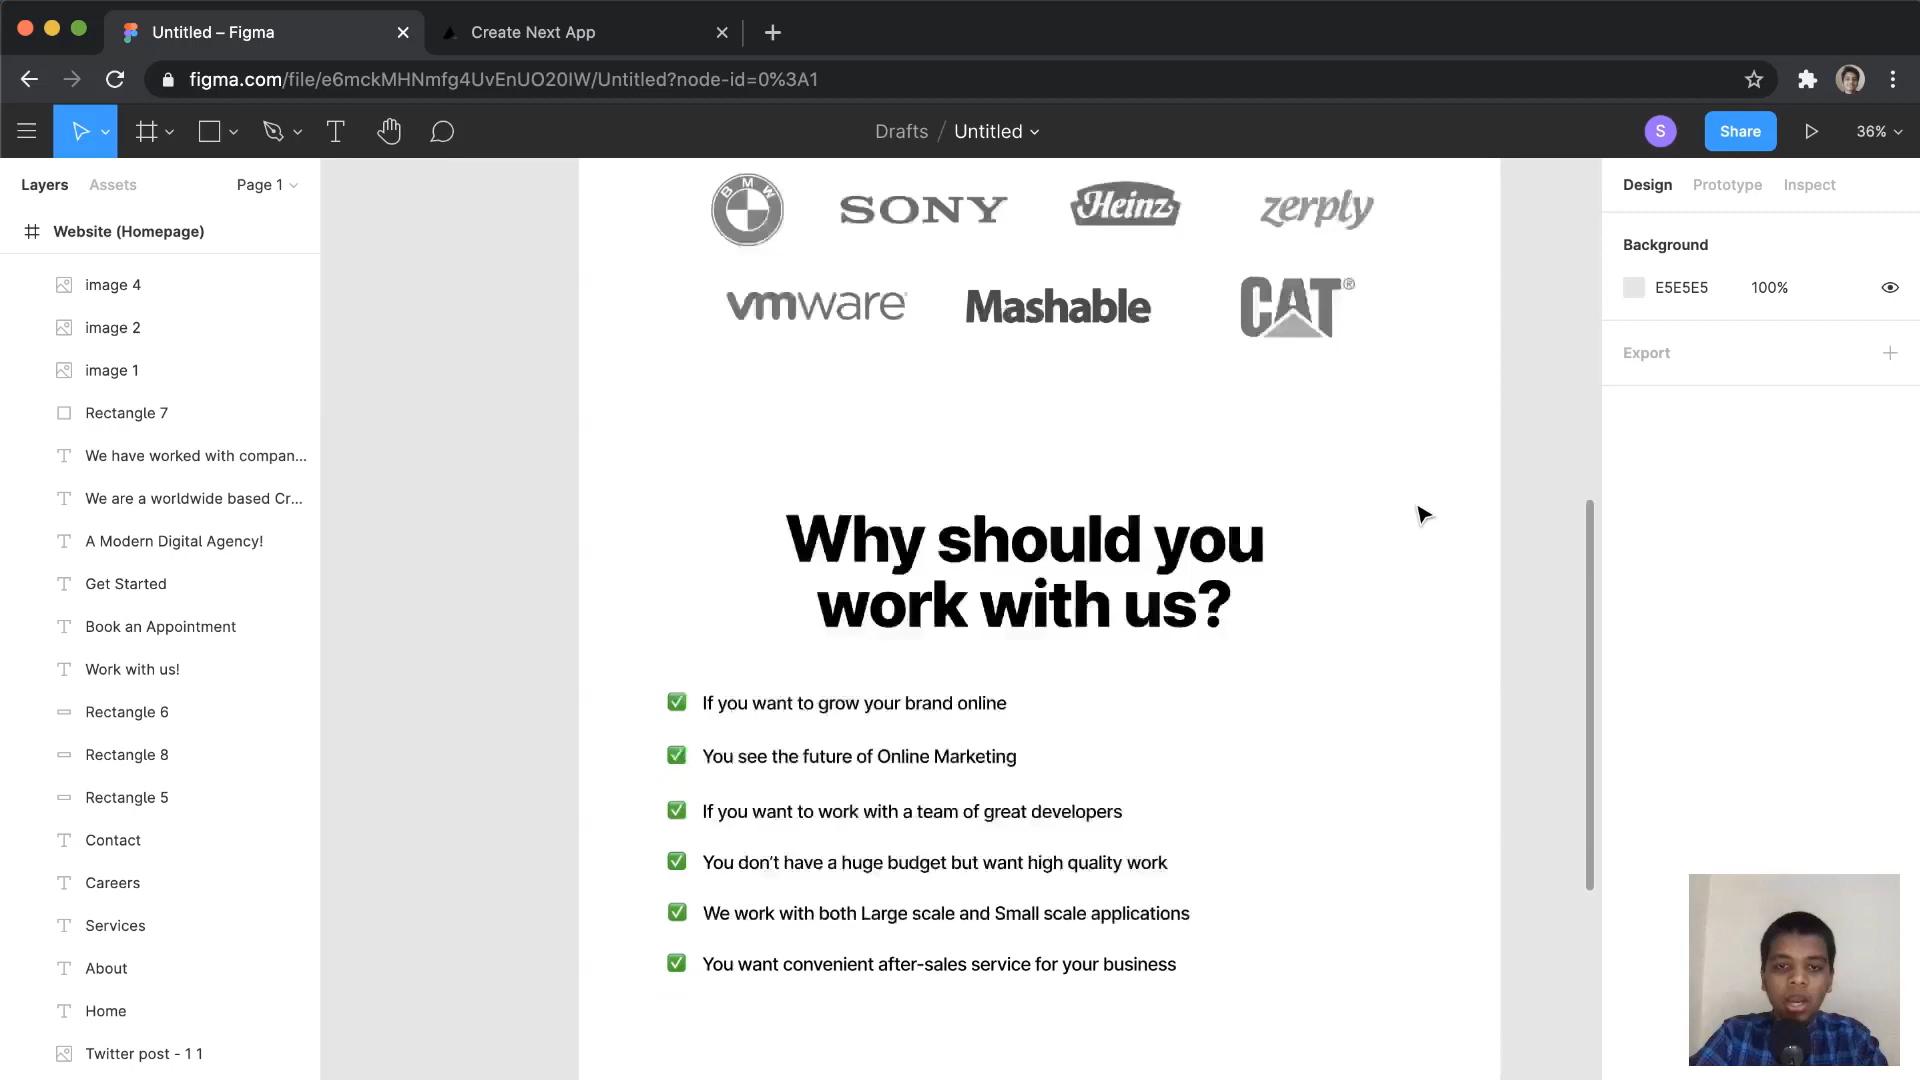 Untitled – Figma
Create Next App
figma.com/file/e6mckMHNmfg4UvEnUO20IW/Untitled?node-id=0%3A1
Drafts / Untitled
S
Share
36%
Layers
Assets
Page 1
Website (Homepage)
image 4
image 2
image 1
Rectangle 7
We have worked with compan...
We are a worldwide based Cr...
A Modern Digital Agency!
Get Started
Book an Appointment
Work with us!
Rectangle 6
Rectangle 8
Rectangle 5
Contact
Careers
Services
About
Home
Twitter post - 1 1
BMW
SONY
Heinz
zerply
vmware
Mashable
CAT®
Why should you
work with us?
✅ If you want to grow your brand online
✅ You see the future of Online Marketing
✅ If you want to work with a team of great developers
✅ You don't have a huge budget but want high quality work
✅ We work with both Large scale and Small scale applications
✅ You want convenient after-sales service for your business
Design
Prototype
Inspect
Background
E5E5E5
100%
Export